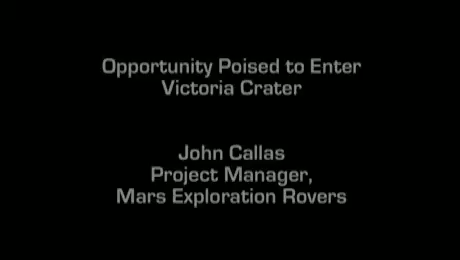 Opportunity Poised to Enter
Victoria Crater
John Callas
Project Manager,
Mars Exploration Rovers